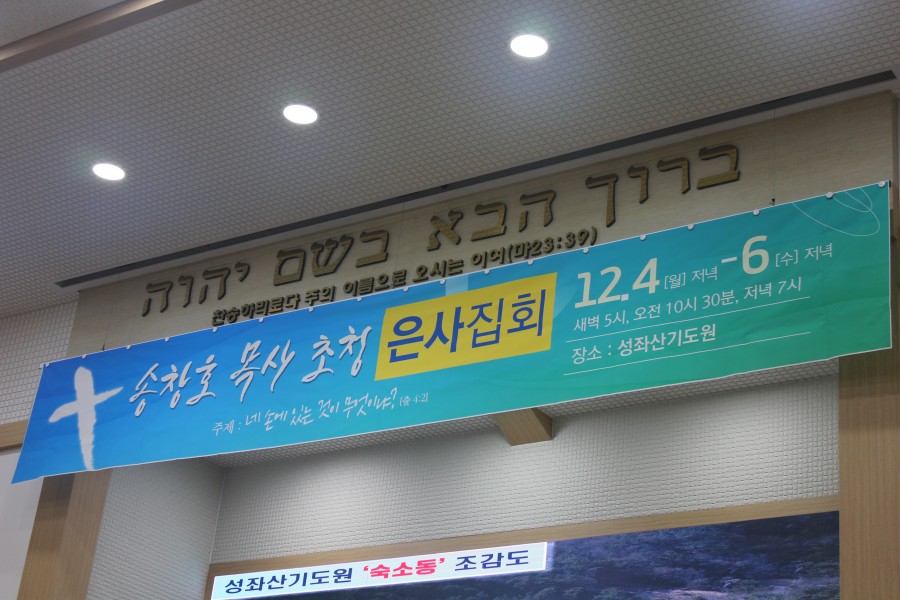 ברוך הבא בשם יהוה
찬송하리로다 주의 이름으로 오시는 이여(마23:39)
송창호 목사 초청 은사집회
주제 : 네 손에 있는 것이 무엇이냐? [출 4:2]
12.4 [월] 저녁 - 6 [수] 저녁
새벽 5시, 오전 10시 30분, 저녁 7시
장소 : 성좌산기도원
성좌산기도원 '숙소동' 조감도